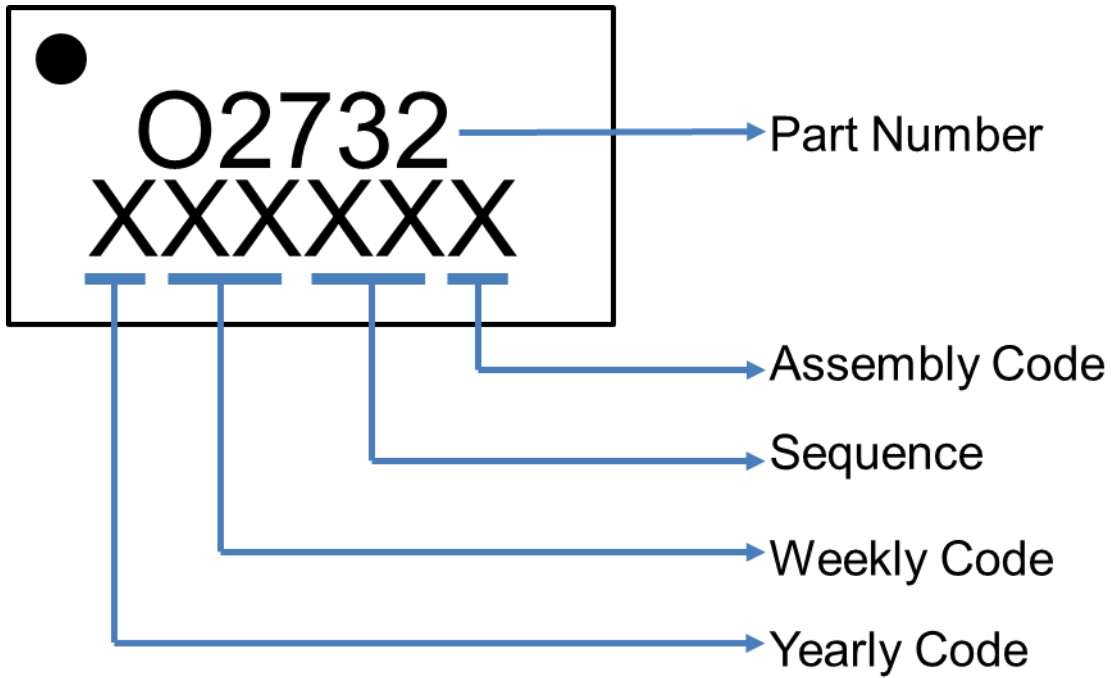 O2732
XXXXXX
Part Number
Assembly Code
Sequence
Weekly Code
Yearly Code